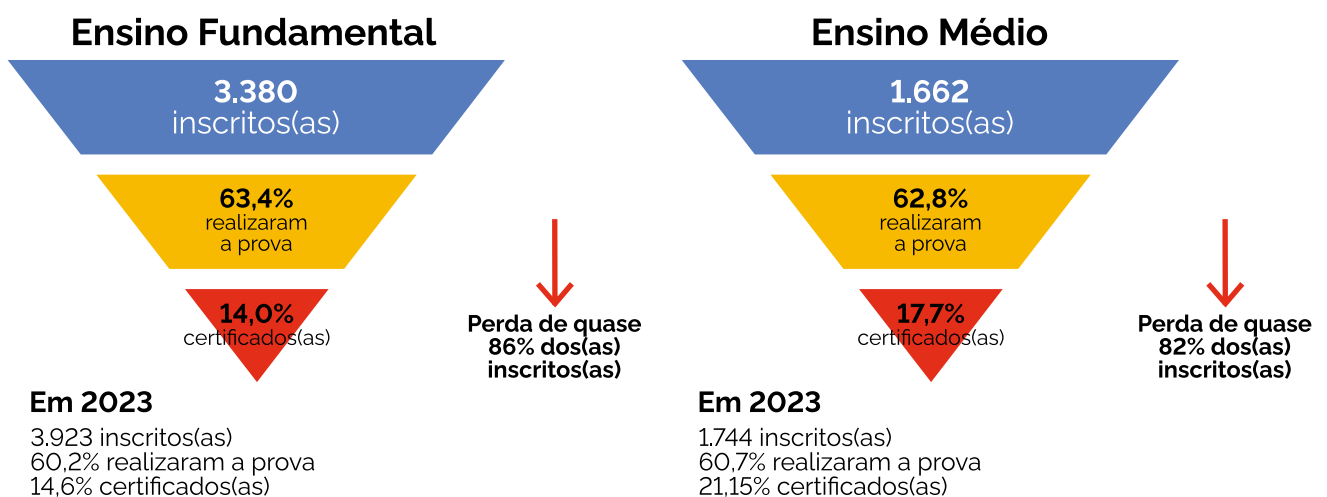 Ensino Fundamental
3.380
inscritos(as)
63,4%
realizaram
a prova
14,0%
certificados(as)
Perda de quase
86% dos(as)
inscritos(as)
Em 2023
3.923 inscritos(as)
60,2% realizaram a prova
14,6% certificados(as)
Ensino Médio
1.662
inscritos(as)
62,8%
realizaram
a prova
17,7%
certificados(as)
Perda de quase
82% dos(as)
inscritos(as)
Em 2023
1.744 inscritos(as)
60,7% realizaram a prova
21,15% certificados(as)